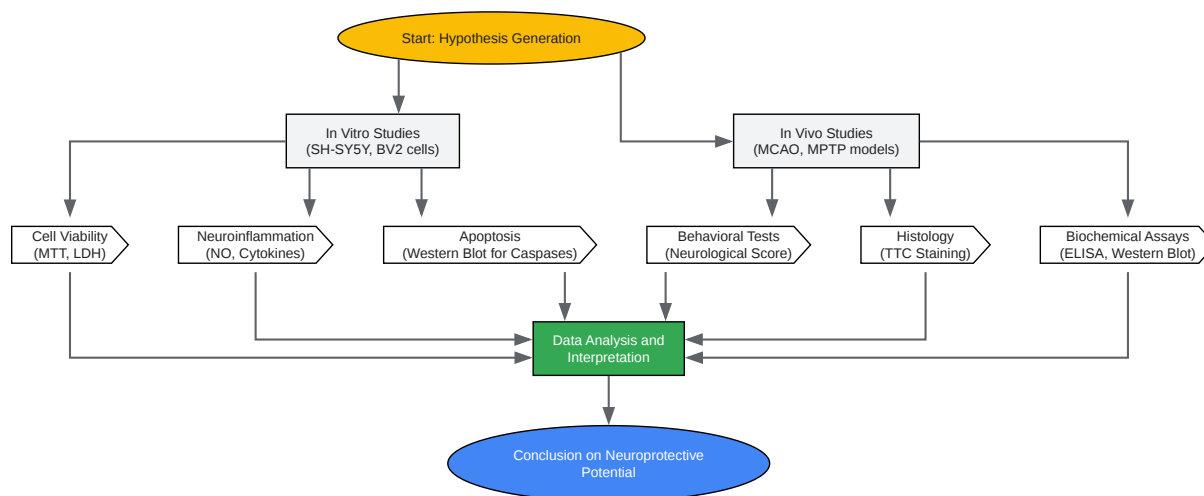 Start: Hypothesis Generation
In Vitro Studies
(SH-SY5Y, BV2 cells)
In Vivo Studies
(MCAO, MPTP models)
Cell Viability
(MTT, LDH)
Neuroinflammation
(NO, Cytokines)
Apoptosis
(Western Blot for Caspases)
Behavioral Tests
(Neurological Score)
Histology
(TTC Staining)
Biochemical Assays
(ELISA, Western Blot)
Data Analysis and
Interpretation
Conclusion on Neuroprotective
Potential